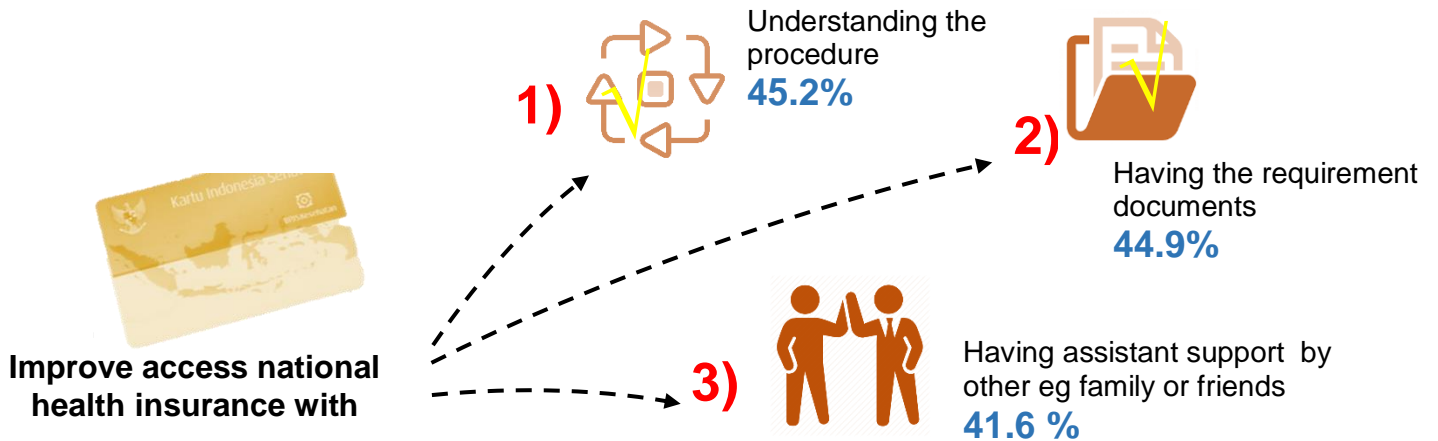 Understanding the
procedure
45.2%
1)
2)
Having the requirement
documents
44.9%
Kartu Indonesia
Improve access national
health insurance with
3)
Having assistant support by
other eg family or friends
41.6 %